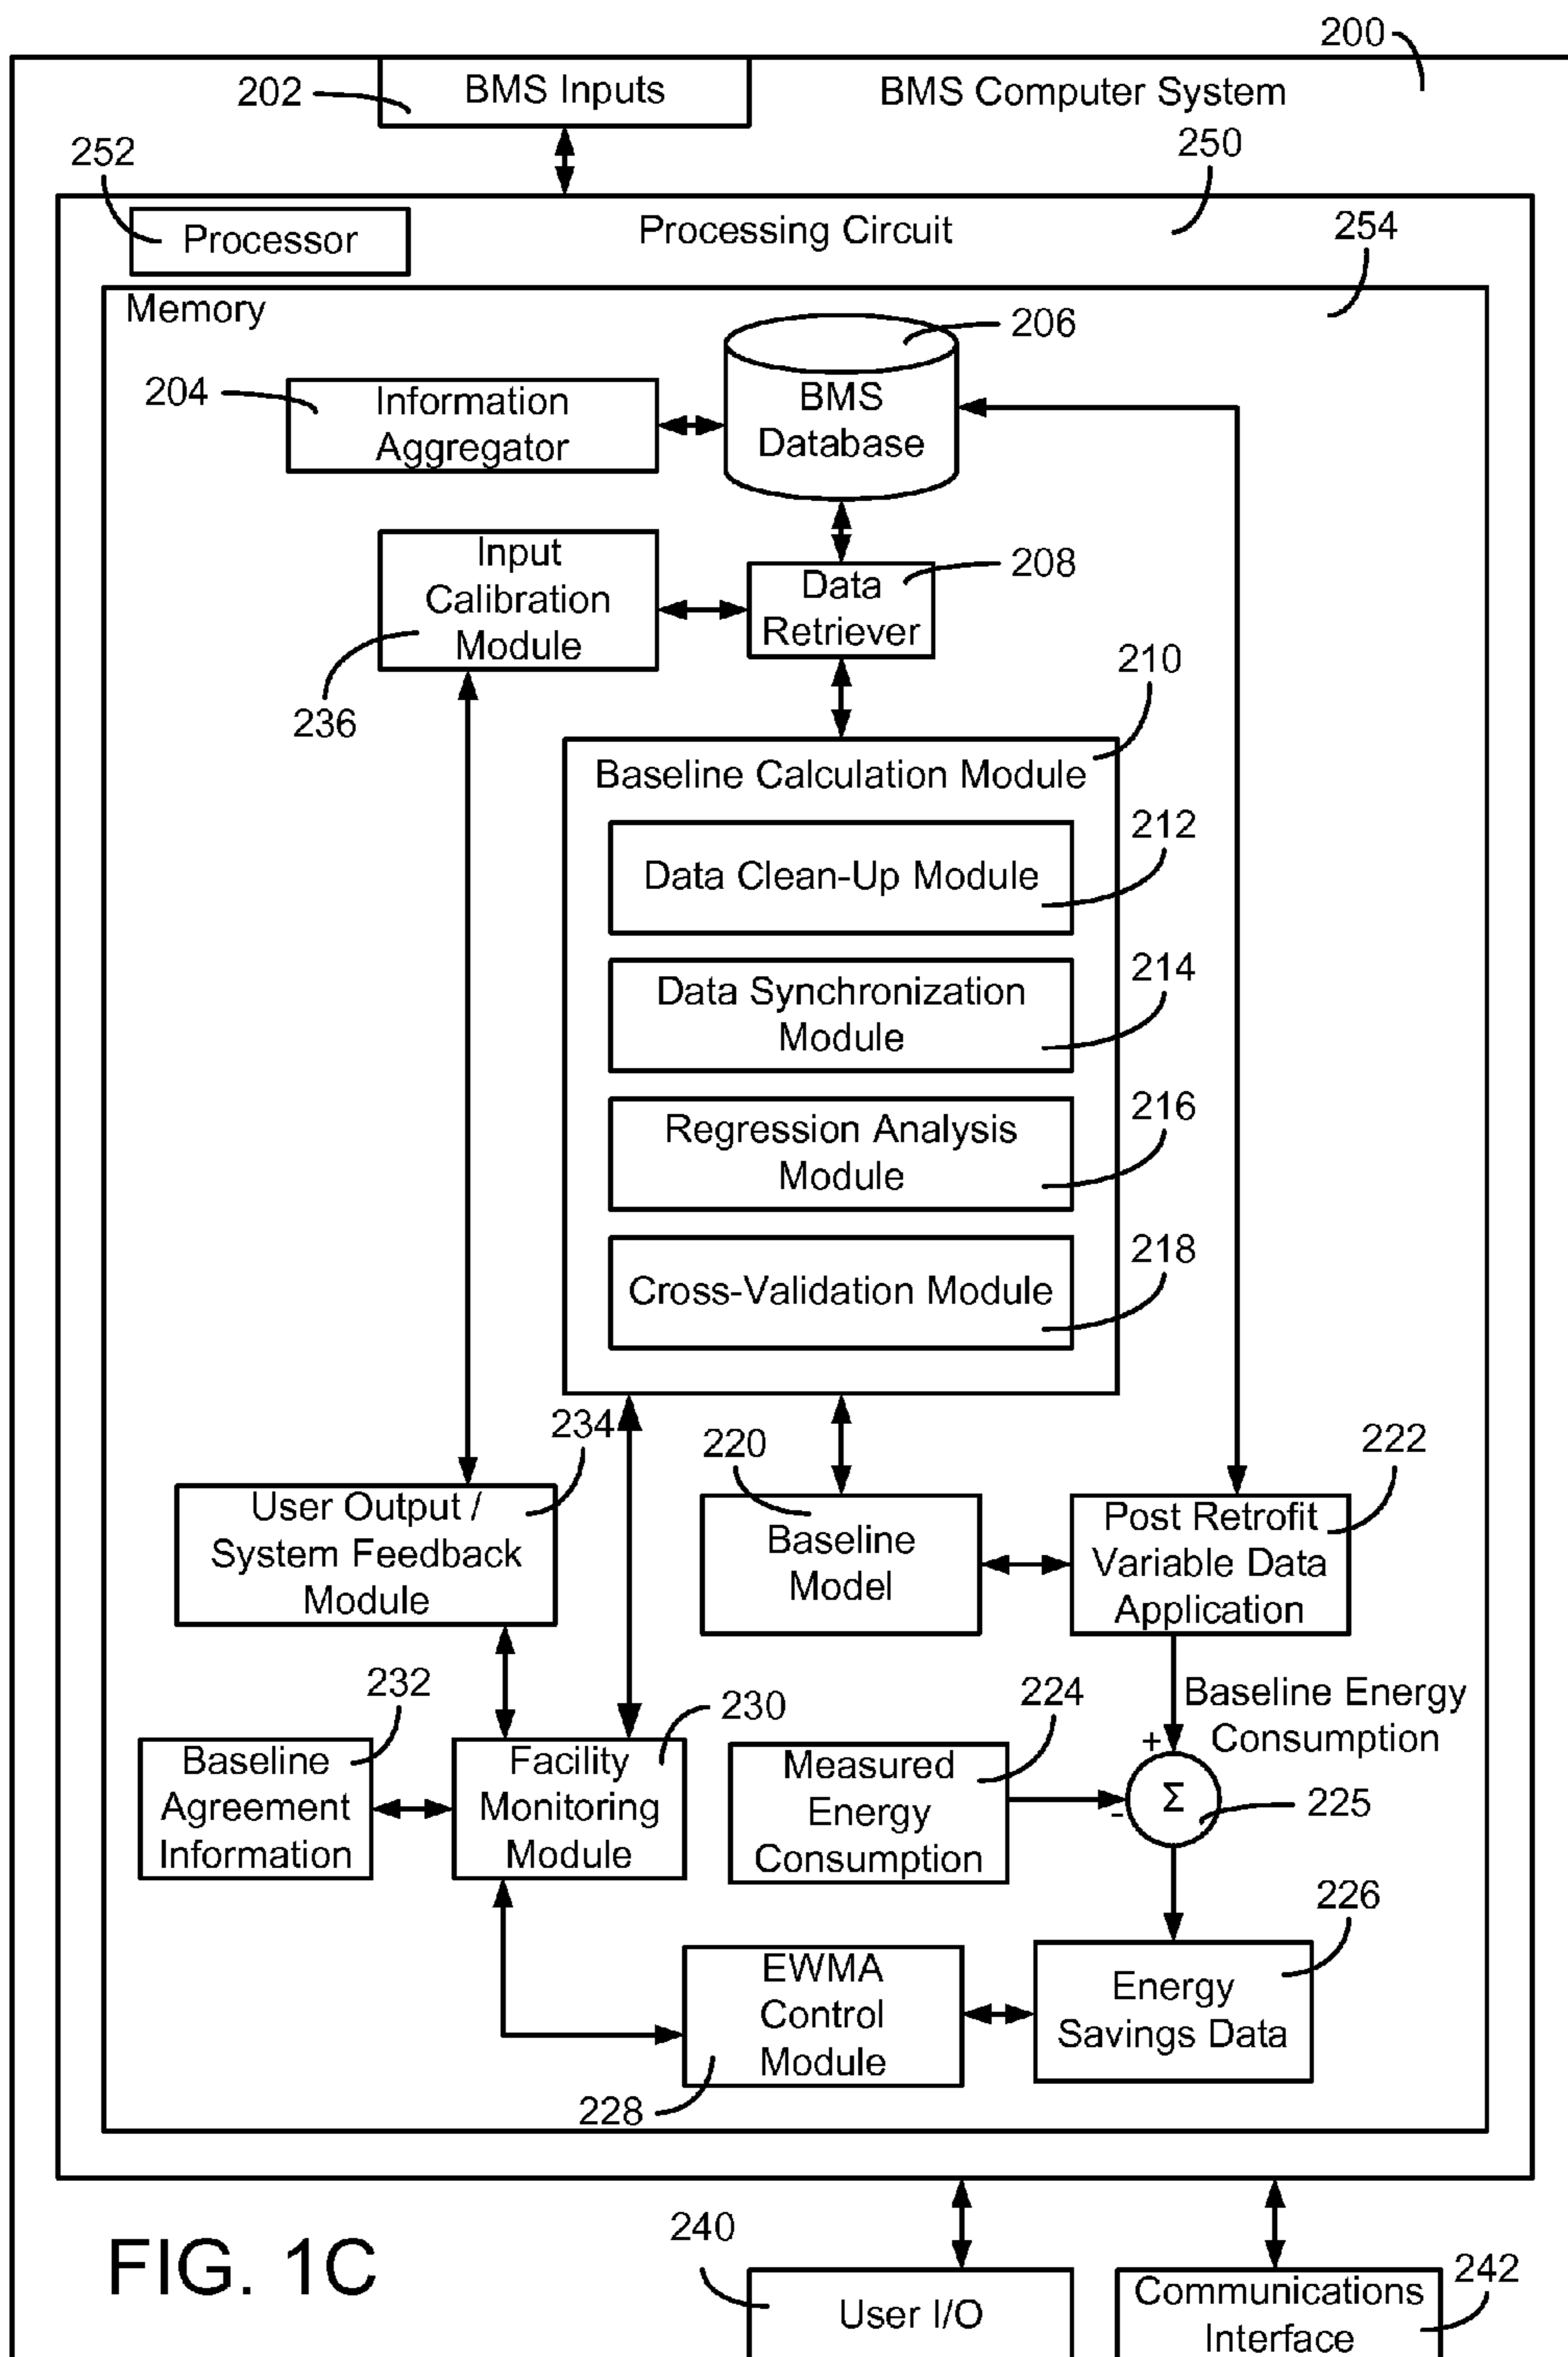 200
BMS Inputs
BMS Computer System
202
252
250
Processor
Processing Circuit
254
Memory
206
204
Information
Aggregator
BMS
Database
Input
Calibration
Module
208
Data
Retriever
236
210
Baseline Calculation Module
212
Data Clean-Up Module
214
Data Synchronization
Module
216
Regression Analysis
Module
218
Cross-Validation Module
234
220
222
User Output /
System Feedback
Module
Baseline
Model
Post Retrofit
Variable Data
Application
232
230
224
Baseline Energy
Consumption
+
Baseline
Agreement
Information
Facility
Monitoring
Module
Measured
Energy
Consumption
-
Σ
225
226
EWMA
Control
Module
Energy
Savings Data
228
240
FIG. 1C
User I/O
Communications
Interface
242